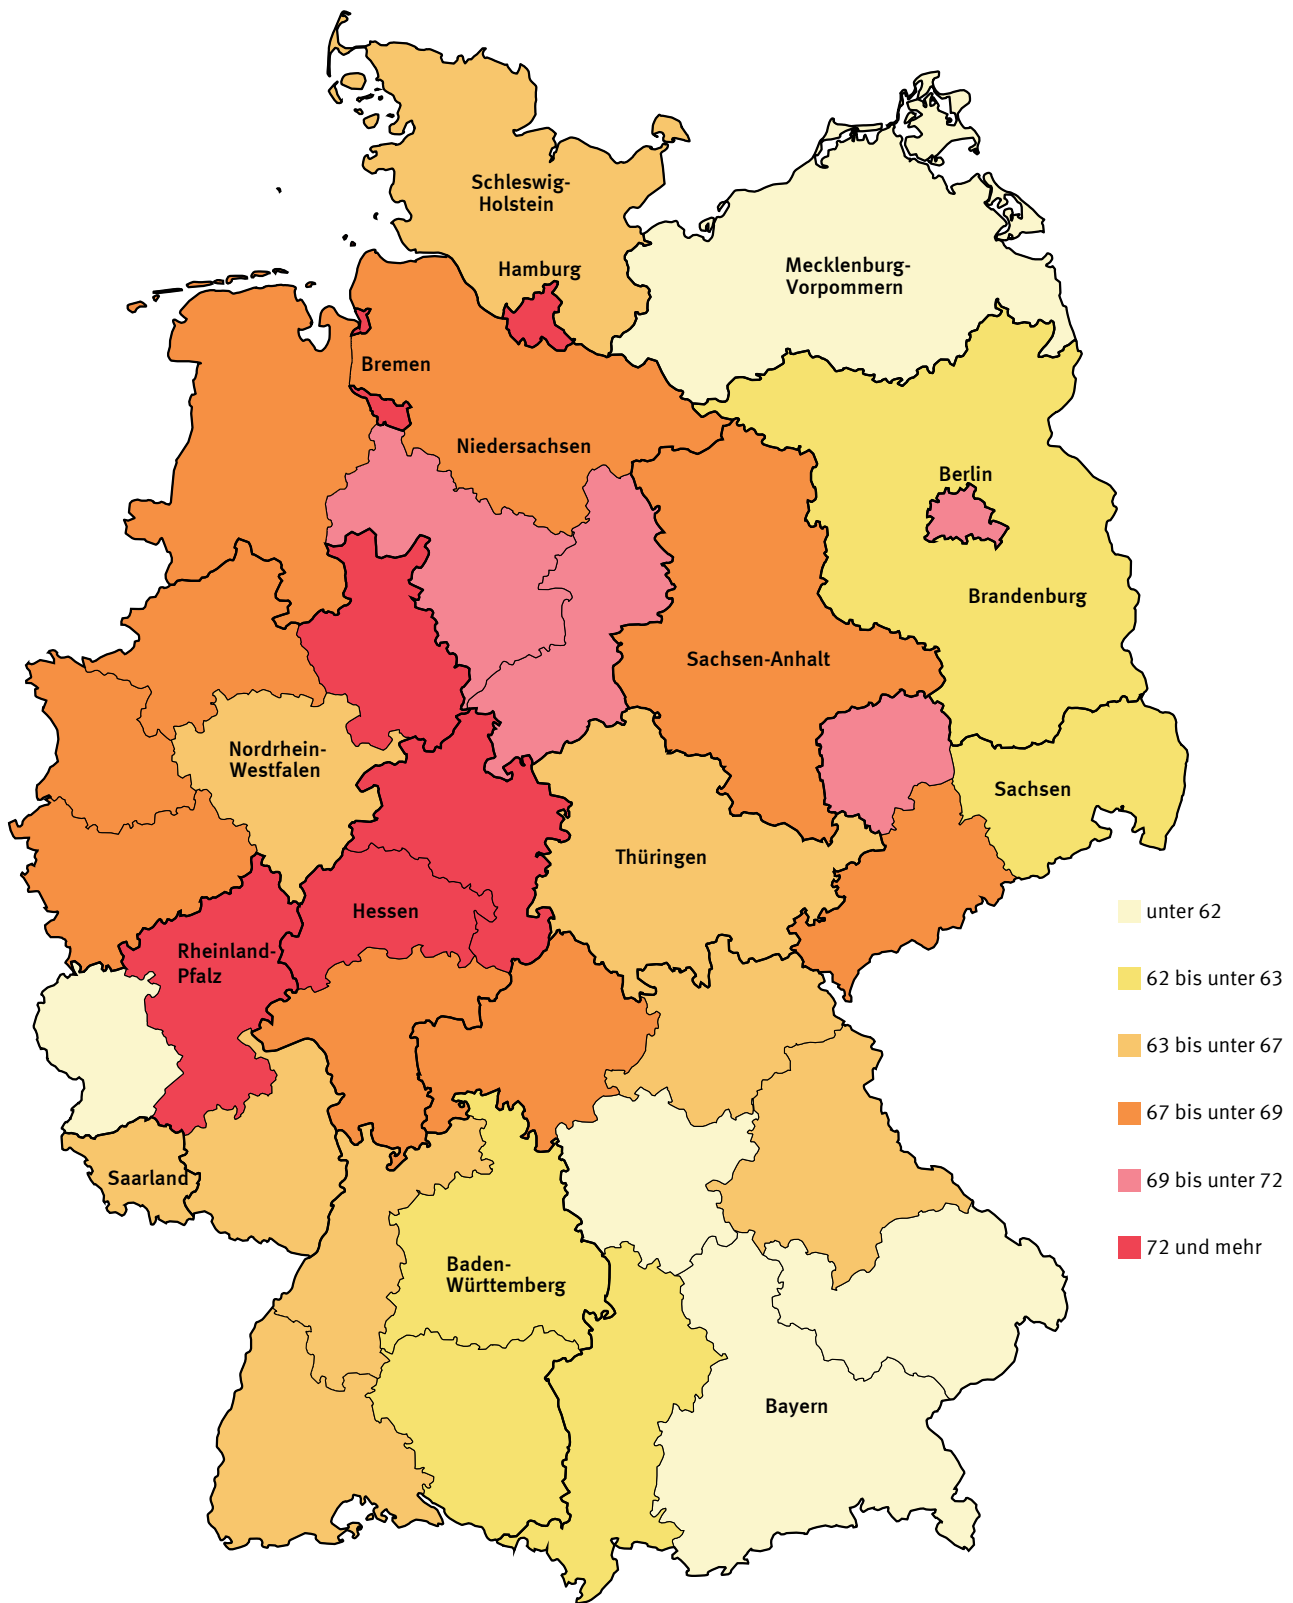 Schleswig-
Holstein
Hamburg
Mecklenburg-
Vorpommern
Bremen
Niedersachsen
Berlin
Brandenburg
Sachsen-Anhalt
Nordrhein-
Westfalen
Sachsen
Thüringen
Hessen
Rheinland-
Pfalz
Saarland
Baden-
Württemberg
Bayern
unter 62
62 bis unter 63
63 bis unter 67
67 bis unter 69
69 bis unter 72
72 und mehr